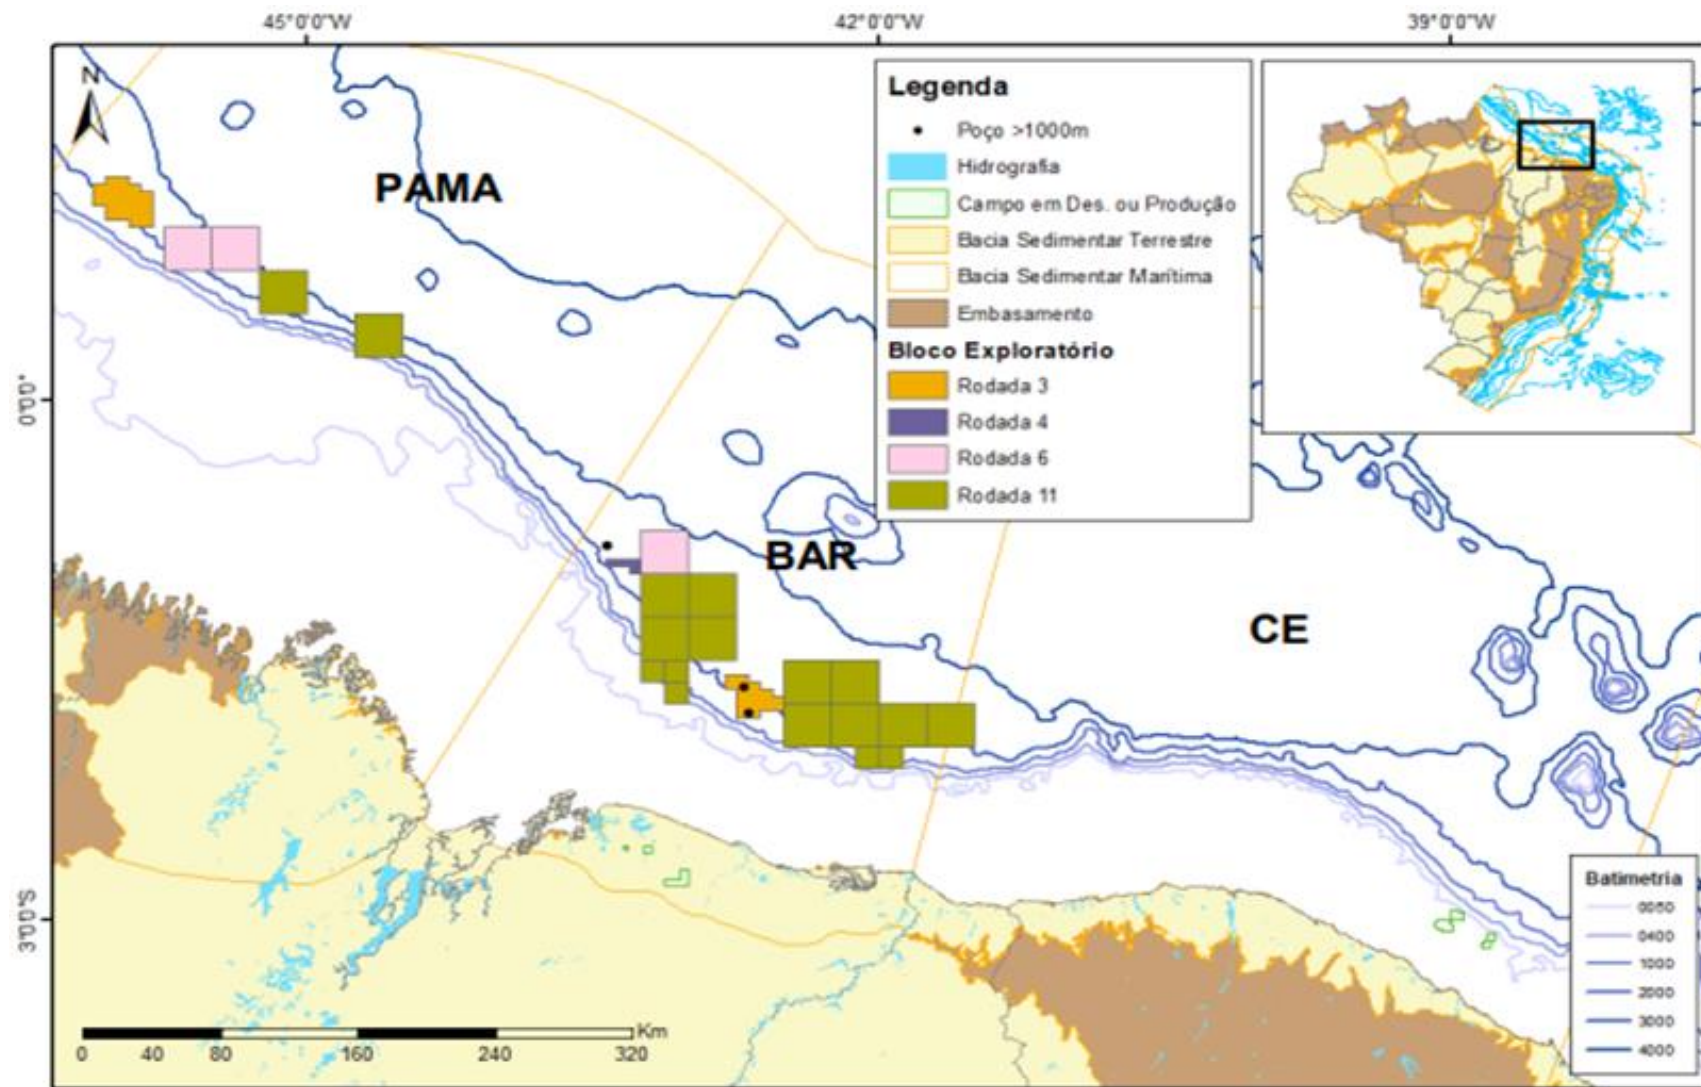 45°0'0"W
42°0'0"W
39°0'0"W
N
PAMA
Legenda
Poço >1000m
Hidrografia
Campo em Des. ou Produção
Bacia Sedimentar Terrestre
Bacia Sedimentar Marítima
Embasamento
Bloco Exploratório
Rodada 3
Rodada 4
Rodada 6
Rodada 11
0°0'0"
BAR
CE
3°0'0"S
Batimetria
0050
0400
1000
2000
3000
4000
Km
0 40 80 160 240 320